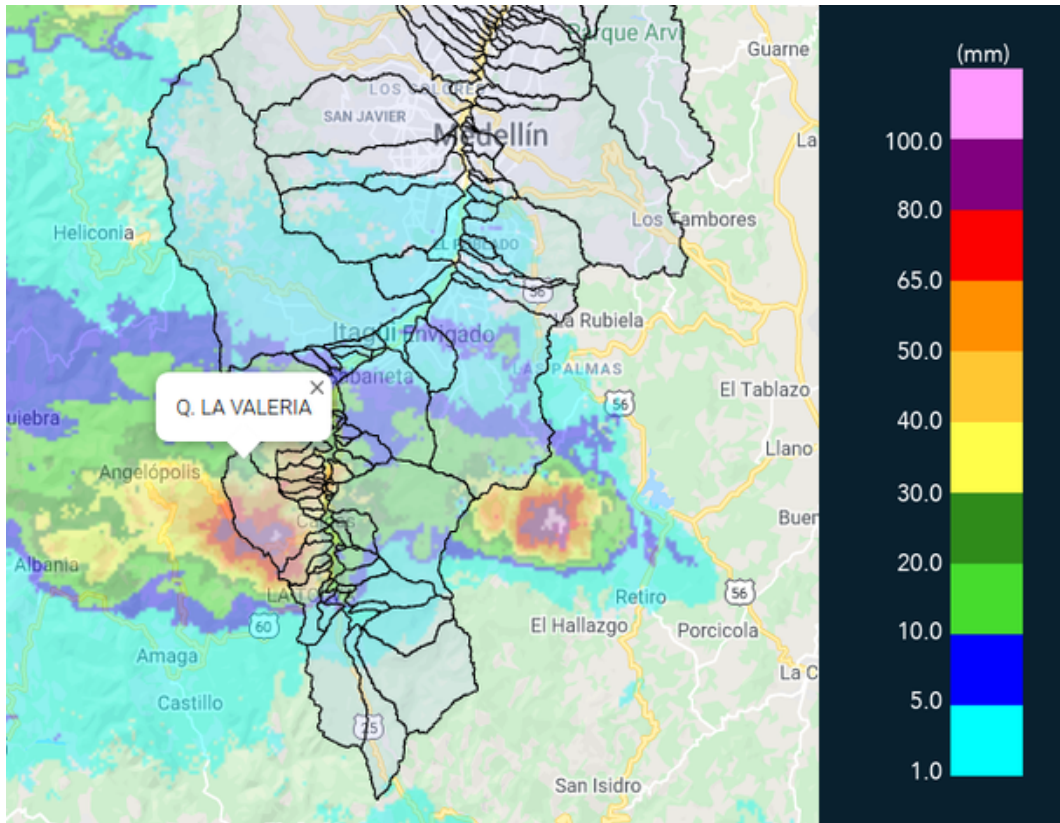 Parque Arví
Guarne
(mm)
LOS COLORES
SAN JAVIER
Medellín
La
100.0
80.0
Los Tambores
Heliconia
EL POBLADO
65.0
56
Itagüí
Envigado
La Rubiela
50.0
LAS PALMAS
×
Q. LA VALERIA
Sabaneta
El Tablazo
56
uiebra
40.0
Llano
Angelópolis
30.0
Caldas
Buen
20.0
Albania
Retiro
56
60
El Hallazgo
Porcicola
10.0
Amaga
La C
5.0
Castillo
25
1.0
San Isidro